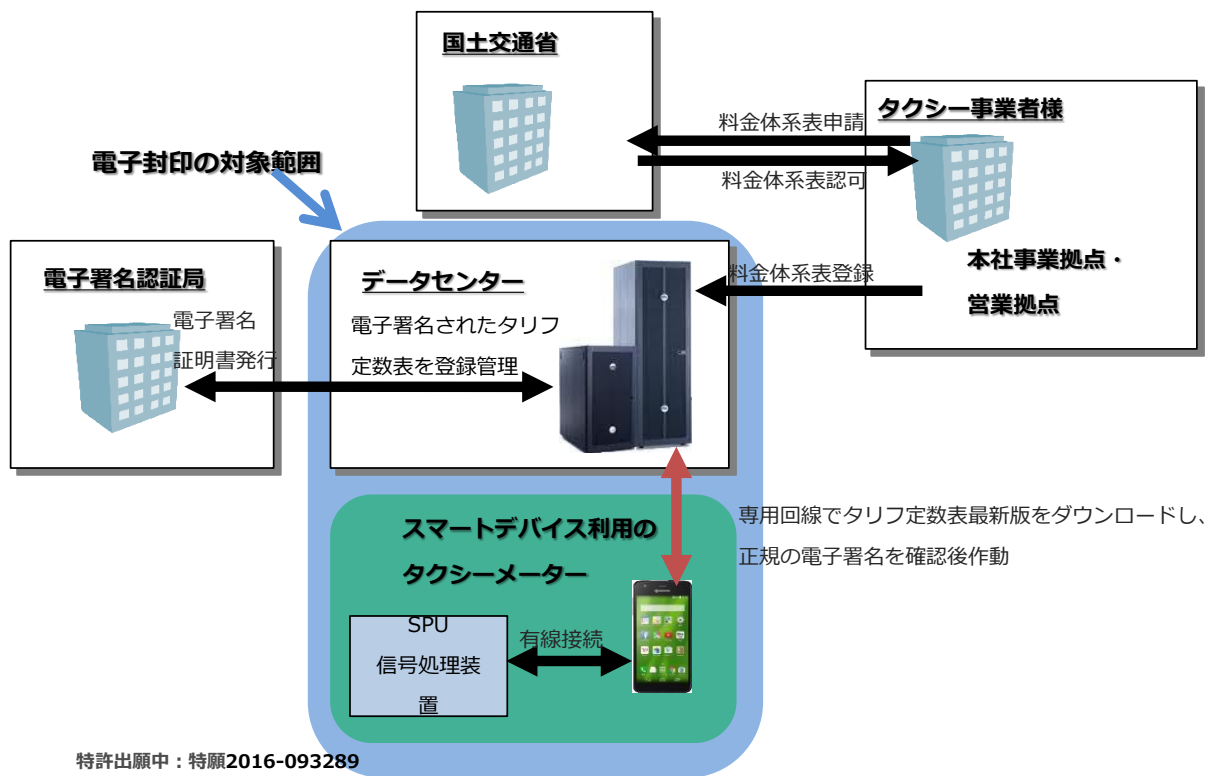 国土交通省
タクシー事業者様
料金体系表申請
料金体系表認可
電子封印の対象範囲
本社事業拠点・
営業拠点
料金体系表登録
電子署名認証局
電子署名
証明書発行
データセンター
電子署名されたタリフ
定数表を登録管理
専用回線でタリフ定数表最新版をダウンロードし、
正規の電子署名を確認後作動
スマートデバイス利用の
タクシーメーター
SPU
信号処理装
置
有線接続
特許出願中：特願2016-093289